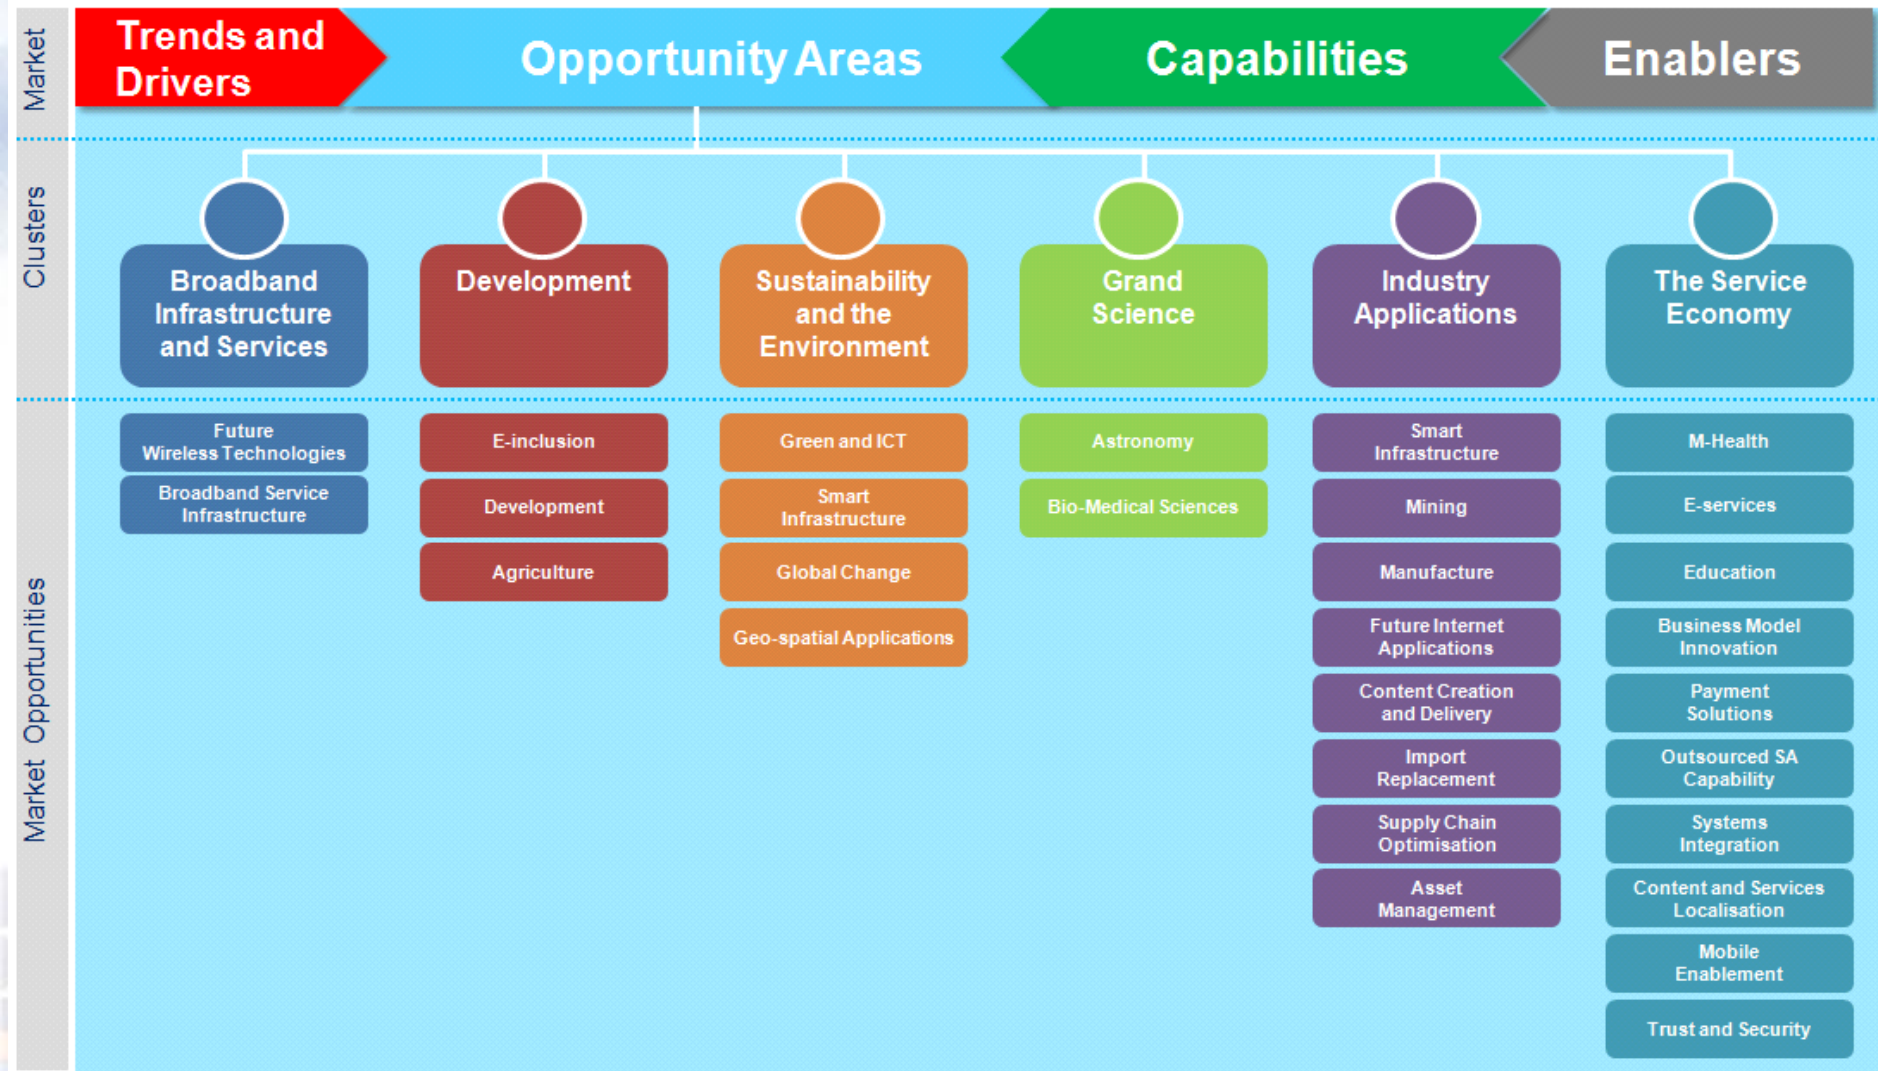 Market
Trends and
Drivers
Opportunity Areas
Capabilities
Enablers
Clusters
Broadband
Infrastructure
and Services
Development
Sustainability
and the
Environment
Grand
Science
Industry
Applications
The Service
Economy
Market Opportunities
Future
Wireless Technologies
Broadband Service
Infrastructure
E-inclusion
Development
Agriculture
Green and ICT
Smart
Infrastructure
Global Change
Geo-spatial Applications
Astronomy
Bio-Medical Sciences
Smart
Infrastructure
Mining
Manufacture
Future Internet
Applications
Content Creation
and Delivery
Import
Replacement
Supply Chain
Optimisation
Asset
Management
M-Health
E-services
Education
Business Model
Innovation
Payment
Solutions
Outsourced SA
Capability
Systems
Integration
Content and Services
Localisation
Mobile
Enablement
Trust and Security